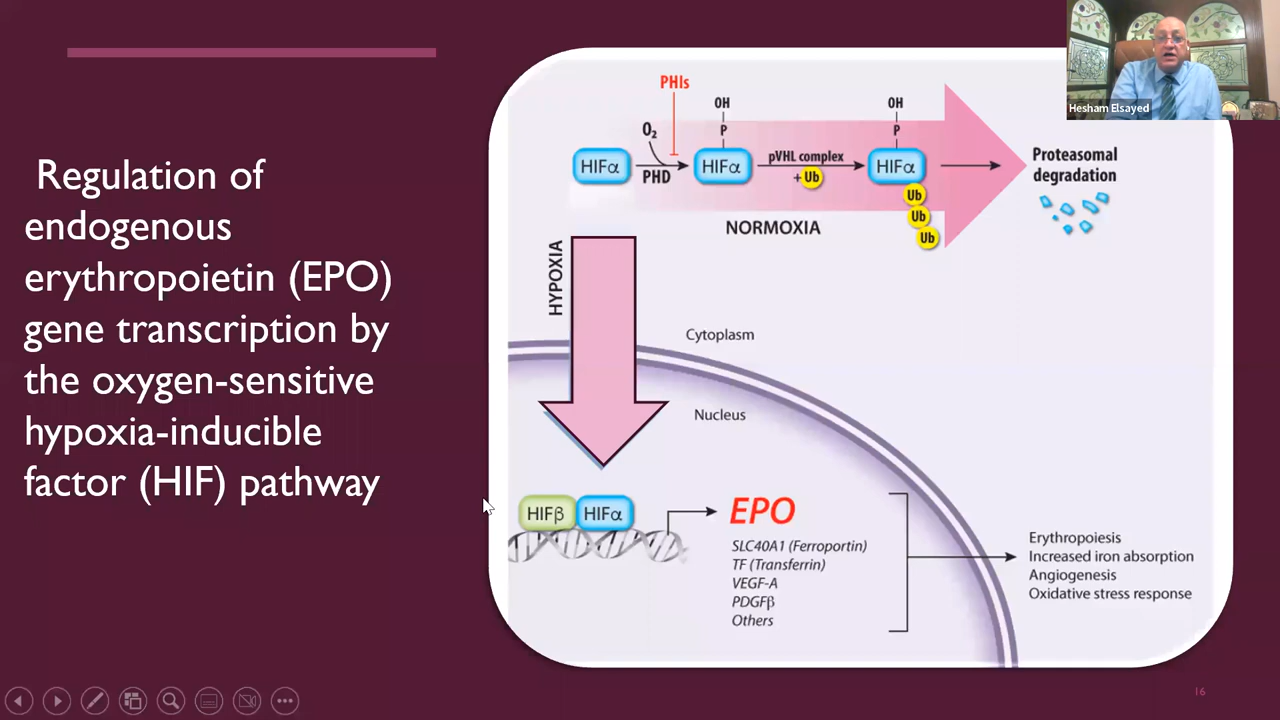 Regulation of
endogenous
erythropoietin (EPO)
gene transcription by
the oxygen-sensitive
hypoxia-inducible
factor (HIF) pathway
PHIs
O₂
PHD
HIFα
OH
P
HIFα
pVHL complex
+ Ub
OH
P
HIFα
Ub
Ub
Ub
Proteasomal
degradation
NORMOXIA
HYPOXIA
Cytoplasm
Nucleus
HIFβ
HIFα
EPO
SLC40A1 (Ferroportin)
TF (Transferrin)
VEGF-A
PDGFβ
Others
Erythropoiesis
Increased iron absorption
Angiogenesis
Oxidative stress response
Hesham Elsayed
16